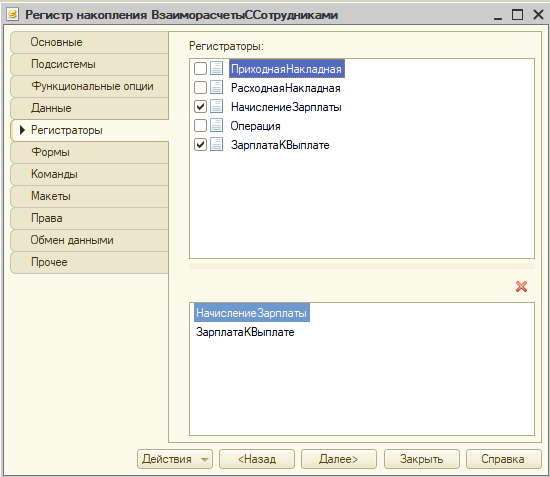 Регистр накопления ВзаиморасчетыССотрудниками
Основные
Подсистемы
Функциональные опции
Данные
Регистраторы
Формы
Команды
Макеты
Права
Обмен данными
Прочее
Регистраторы:
ПриходнаяНакладная
РасходнаяНакладная
НачислениеЗарплаты
Операция
ЗарплатаКВыплате
НачислениеЗарплаты
ЗарплатаКВыплате
Действия
<Назад
Далее>
Закрыть
Справка